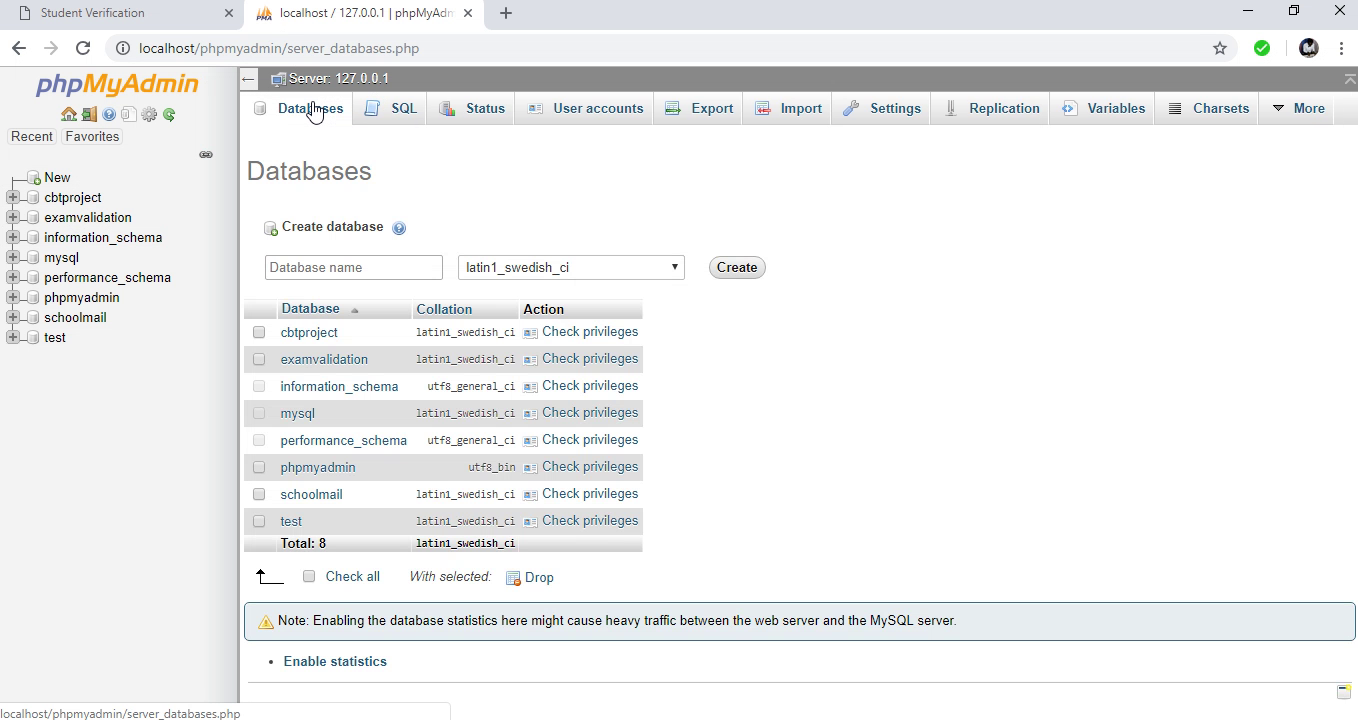 Student Verification
localhost / 127.0.0.1 | phpMyAdm
localhost/phpmyadmin/server_databases.php
phpMyAdmin
Server: 127.0.0.1
Databases SQL Status User accounts Export Import Settings Replication Variables Charsets More
Recent Favorites
New
cbtproject
examvalidation
information_schema
mysql
performance_schema
phpmyadmin
schoolmail
test
Databases
Create database
Database name latin1_swedish_ci Create
Database Collation Action
cbtproject latin1_swedish_ci Check privileges
examvalidation latin1_swedish_ci Check privileges
information_schema utf8_general_ci Check privileges
mysql latin1_swedish_ci Check privileges
performance_schema utf8_general_ci Check privileges
phpmyadmin utf8_bin Check privileges
schoolmail latin1_swedish_ci Check privileges
test latin1_swedish_ci Check privileges
Total: 8 latin1_swedish_ci
Check all With selected: Drop
Note: Enabling the database statistics here might cause heavy traffic between the web server and the MySQL server.
• Enable statistics
localhost/phpmyadmin/server_databases.php